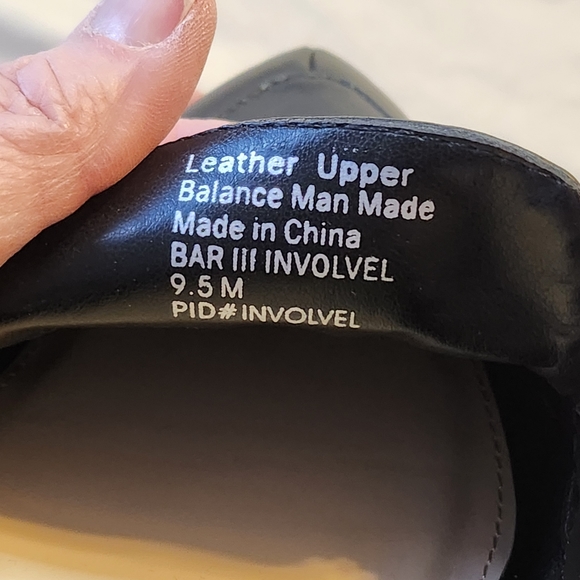 Leather Upper
Balance Man Made
Made in China
BAR III INVOLVEL
9.5 M
PID# INVOLVEL